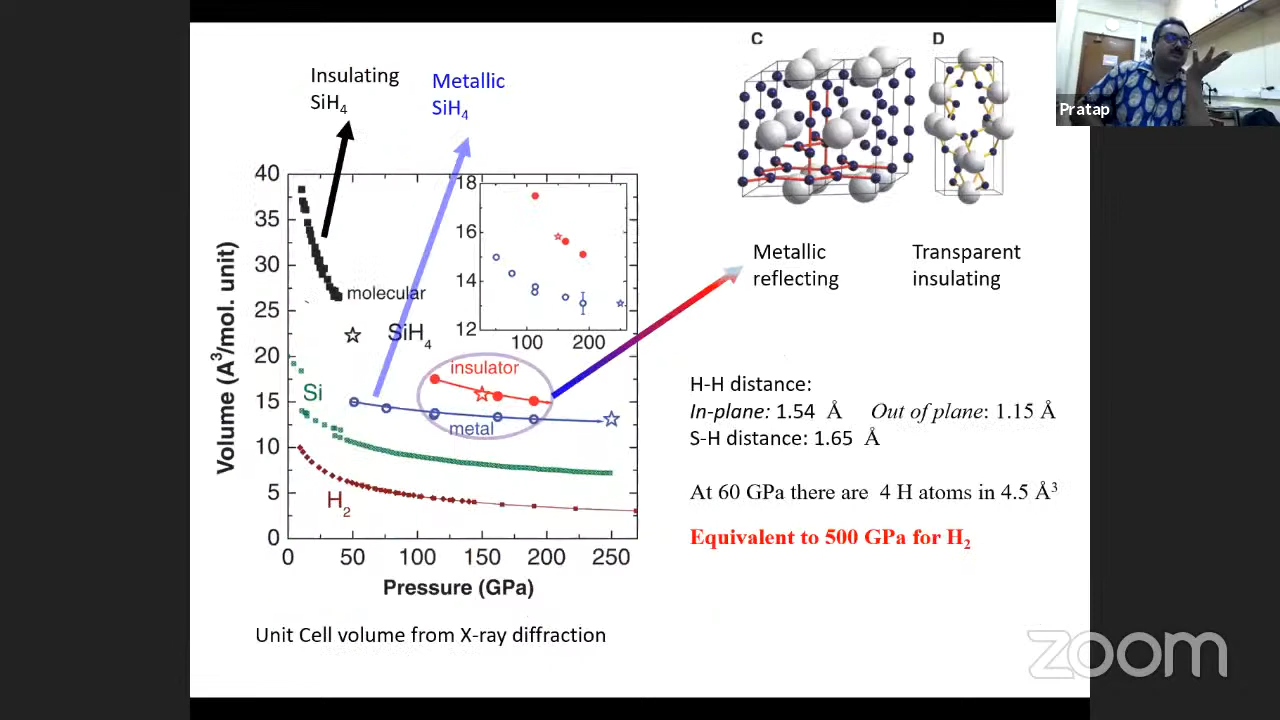 Insulating
SiH4
Metallic
SiH4
C
D
Pratap
Metallic
reflecting
Transparent
insulating
40
35
30
25
20
15
10
5
0
Volume (A3/mol. unit)
molecular
SiH4
Si
H2
insulator
metal
18
16
14
12
100
200
0 50 100 150 200 250
Pressure (GPa)
Unit Cell volume from X-ray diffraction
H-H distance:
In-plane: 1.54 Å Out of plane: 1.15 Å
S-H distance: 1.65 Å
At 60 GPa there are 4 H atoms in 4.5 Å3
Equivalent to 500 GPa for H2
zoom